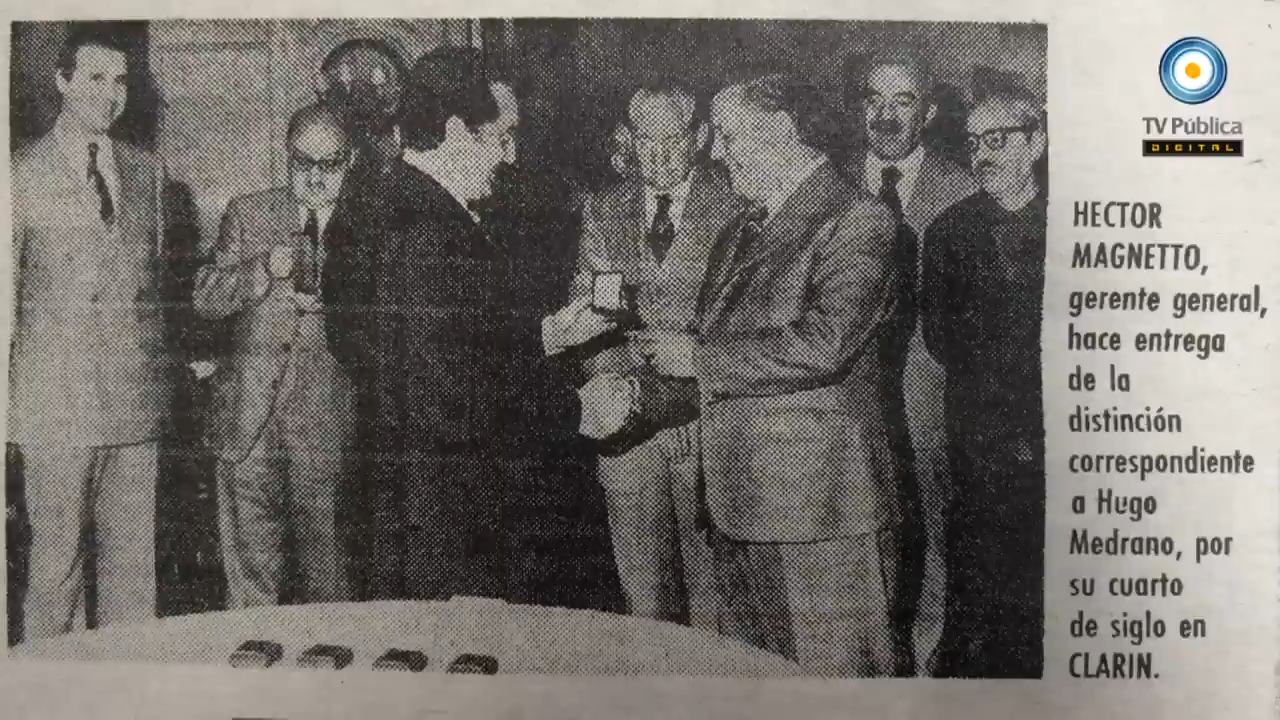 TV Pública
DIGITAL
HECTOR
MAGNETTO,
gerente general,
hace entrega
de la
distinción
correspondiente
a Hugo
Medrano, por
su cuarto
de siglo en
CLARIN.